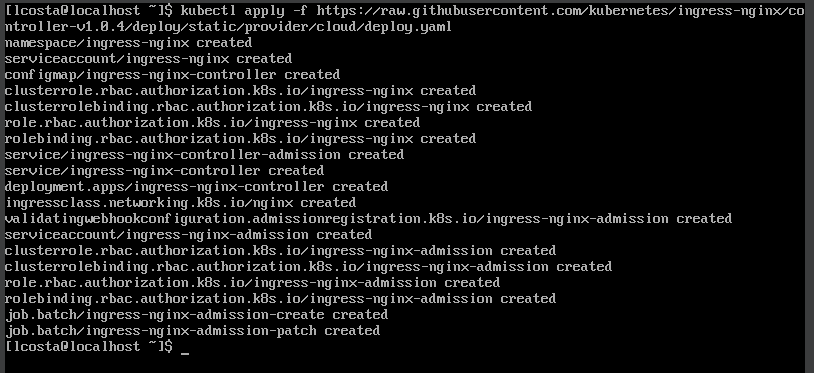 [lcosta@localhost ~]$ kubectl apply -f https://raw.githubusercontent.com/kubernetes/ingress-nginx/co
ntroller-v1.0.4/deploy/static/provider/cloud/deploy.yaml
namespace/ingress-nginx created
serviceaccount/ingress-nginx created
configmap/ingress-nginx-controller created
clusterrole.rbac.authorization.k8s.io/ingress-nginx created
clusterrolebinding.rbac.authorization.k8s.io/ingress-nginx created
role.rbac.authorization.k8s.io/ingress-nginx created
rolebinding.rbac.authorization.k8s.io/ingress-nginx created
service/ingress-nginx-controller-admission created
service/ingress-nginx-controller created
deployment.apps/ingress-nginx-controller created
ingressclass.networking.k8s.io/nginx created
validatingwebhookconfiguration.admissionregistration.k8s.io/ingress-nginx-admission created
serviceaccount/ingress-nginx-admission created
clusterrole.rbac.authorization.k8s.io/ingress-nginx-admission created
clusterrolebinding.rbac.authorization.k8s.io/ingress-nginx-admission created
role.rbac.authorization.k8s.io/ingress-nginx-admission created
rolebinding.rbac.authorization.k8s.io/ingress-nginx-admission created
job.batch/ingress-nginx-admission-create created
job.batch/ingress-nginx-admission-patch created
[lcosta@localhost ~]$ _